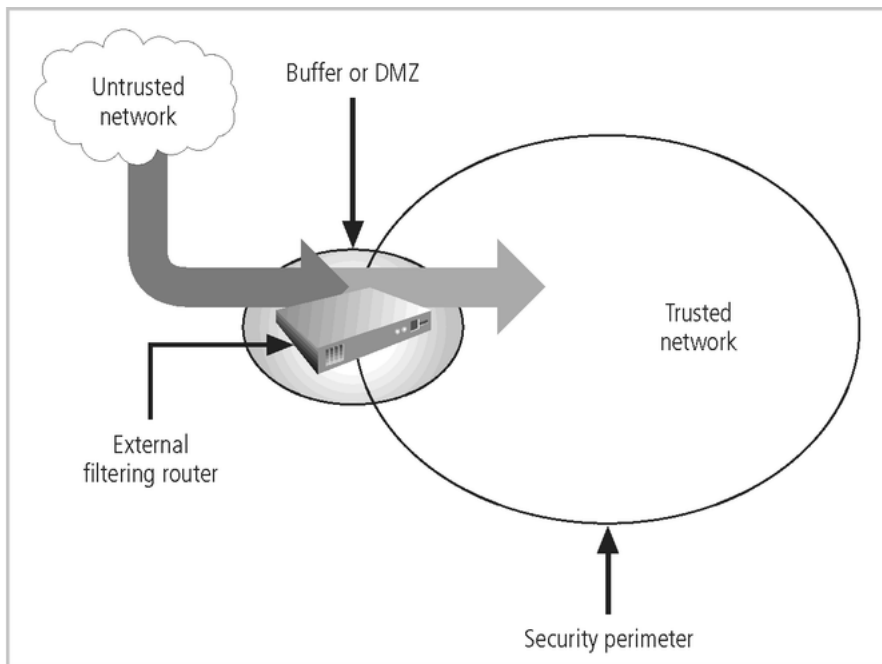 Untrusted
network
Buffer or DMZ
Trusted
network
External
filtering router
Security perimeter